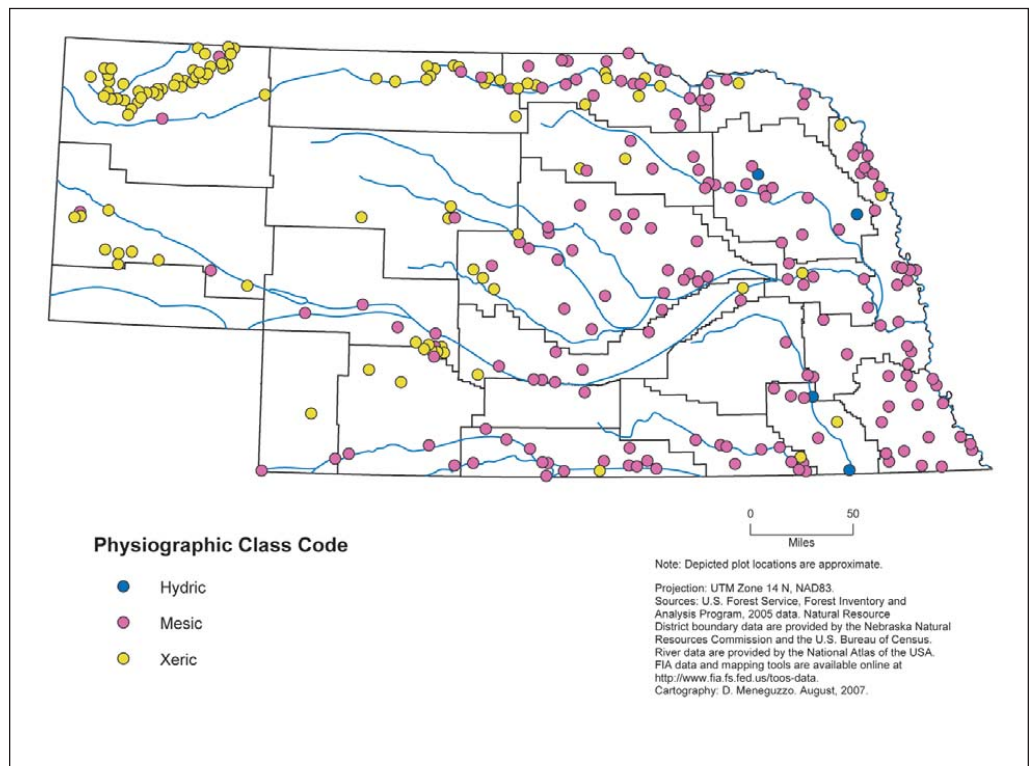 0 50
Miles
Physiographic Class Code
Hydric
Mesic
Xeric
Note: Depicted plot locations are approximate.
Projection: UTM Zone 14 N, NAD83.
Sources: U.S. Forest Service, Forest Inventory and
Analysis Program, 2005 data. Natural Resource
District boundary data are provided by the Nebraska Natural
Resources Commission and the U.S. Bureau of Census.
River data are provided by the National Atlas of the USA.
FIA data and mapping tools are available online at
http://www.fia.fs.fed.us/toos-data.
Cartography: D. Meneguzzo. August, 2007.